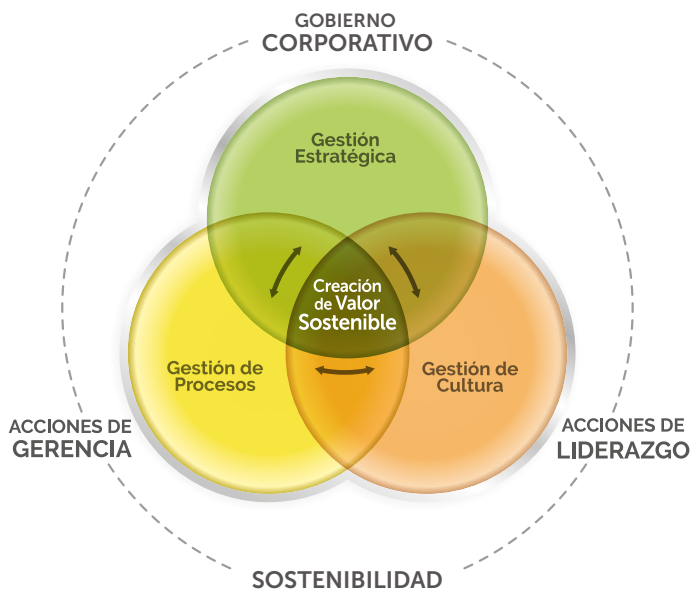 GOBIERNO
CORPORATIVO
Gestión
Estratégica
Creación
de Valor
Sostenible
Gestión de
Procesos
Gestión de
Cultura
ACCIONES DE
GERENCIA
ACCIONES DE
LIDERAZGO
SOSTENIBILIDAD